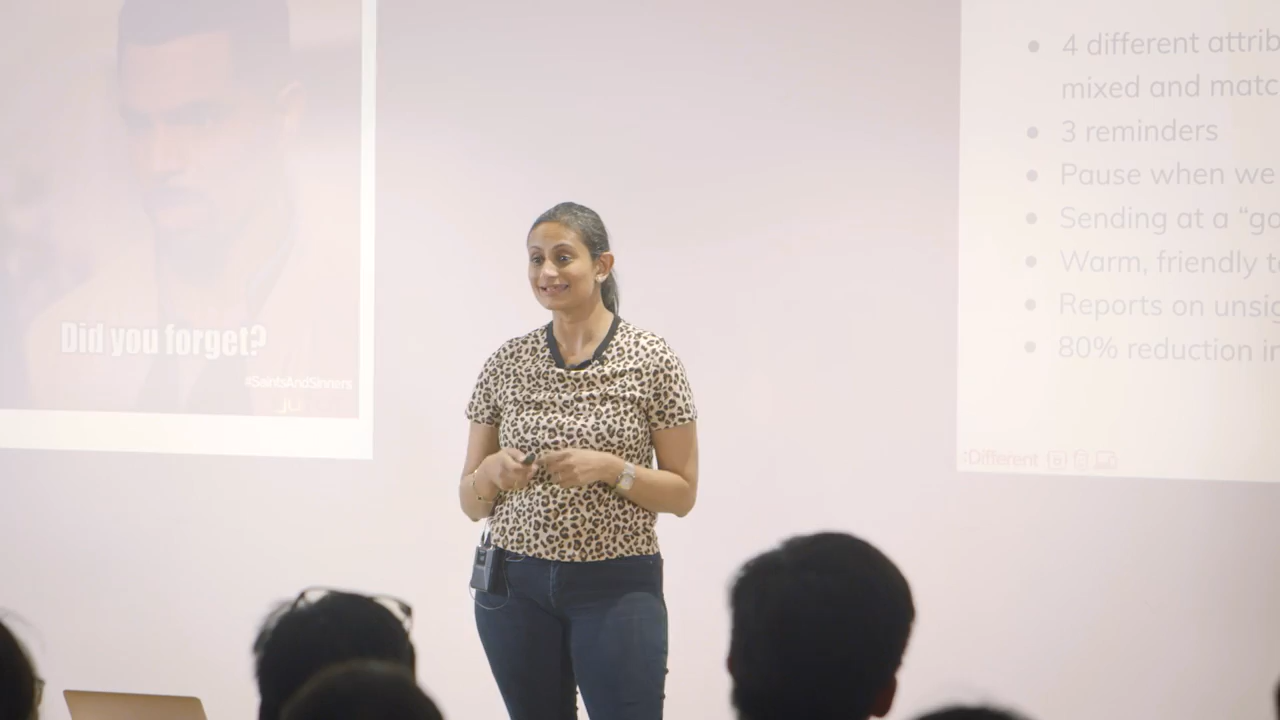 Did you forget?
#SaintsAndSinners
4 different attrib
mixed and matc
3 reminders
Pause when we
Sending at a “go
Warm, friendly t
Reports on unsig
80% reduction in
:Different